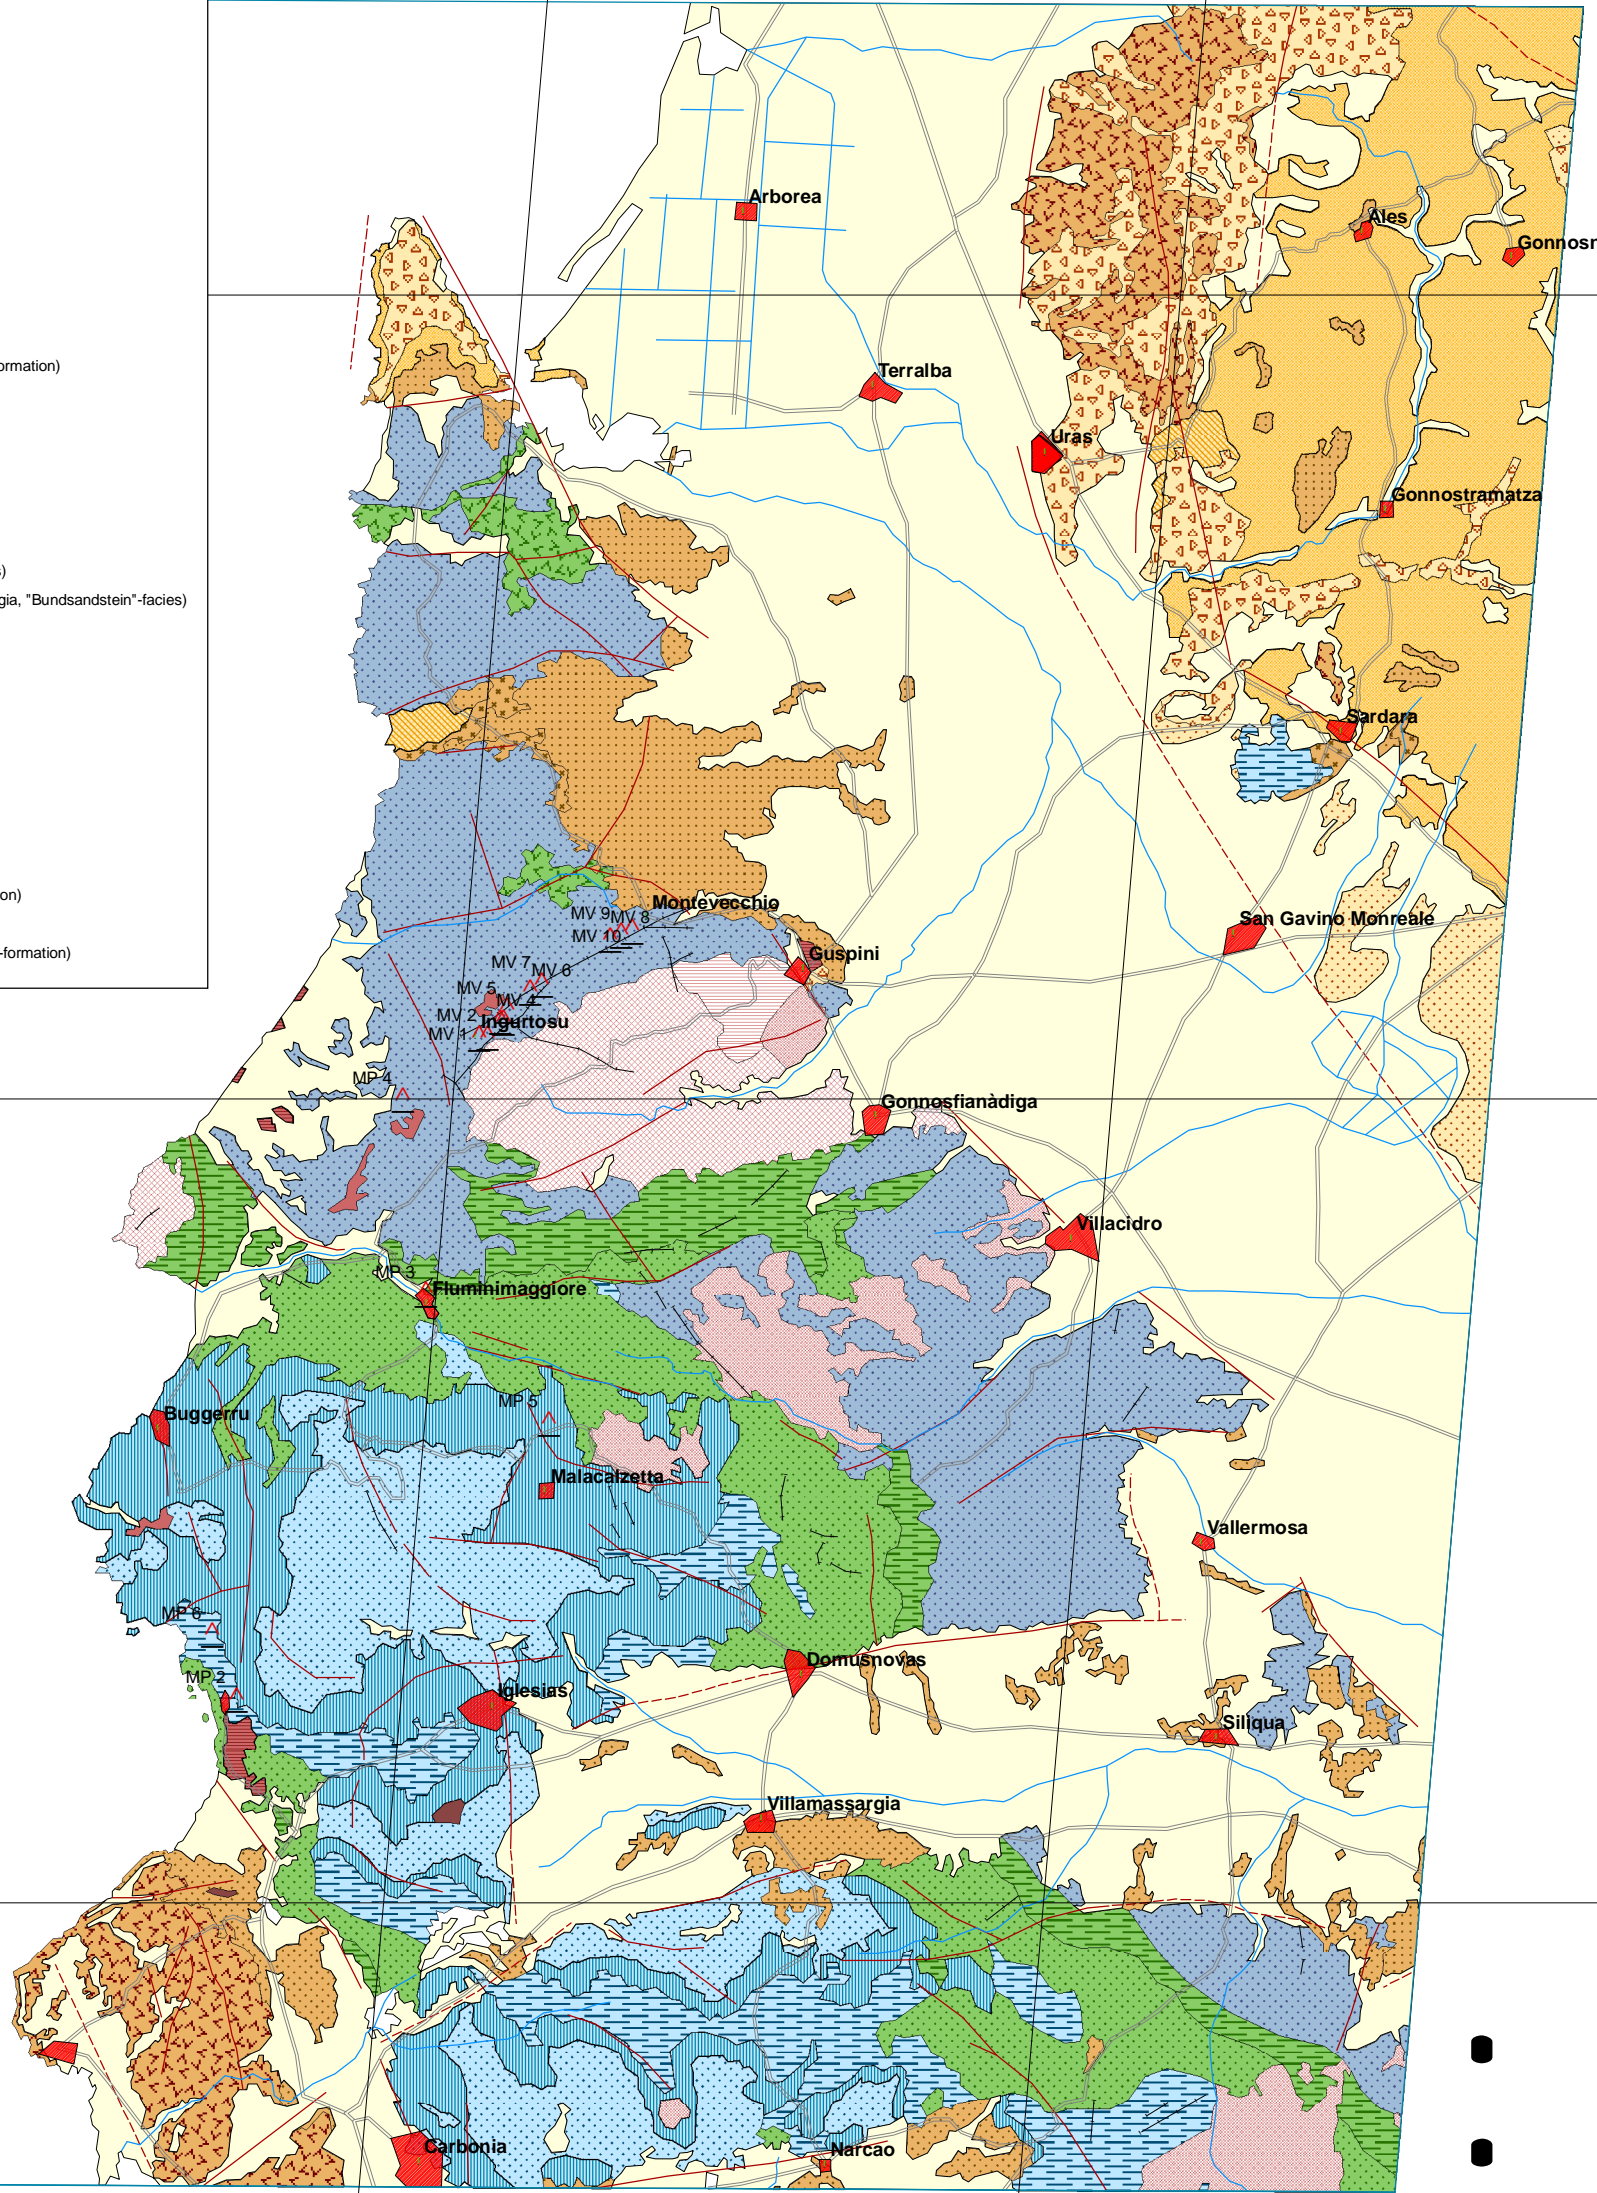 Arborea
Ales
Gonnosn
ormation)
Terralba
Uras
Gonnostramatza
s)
gia, "Bundsandstein"-facies)
Sardara
on)
Montevecchio
MV 9
MV 8
San Gavino Monreale
MV 10
-formation)
Guspini
MV 7
MV 6
MV 5
MV 4
MV 2
Ingurtosu
MV 1
MP 4
Gonnosfianàdiga
Villacidro
MP 3
Fluminimaggiore
MP 5
Buggerru
Malacalzetta
Vallermosa
MP 6
Domusnovas
MP 2
Iglesias
Siliqua
Villamassargia
Carbonia
Narcao